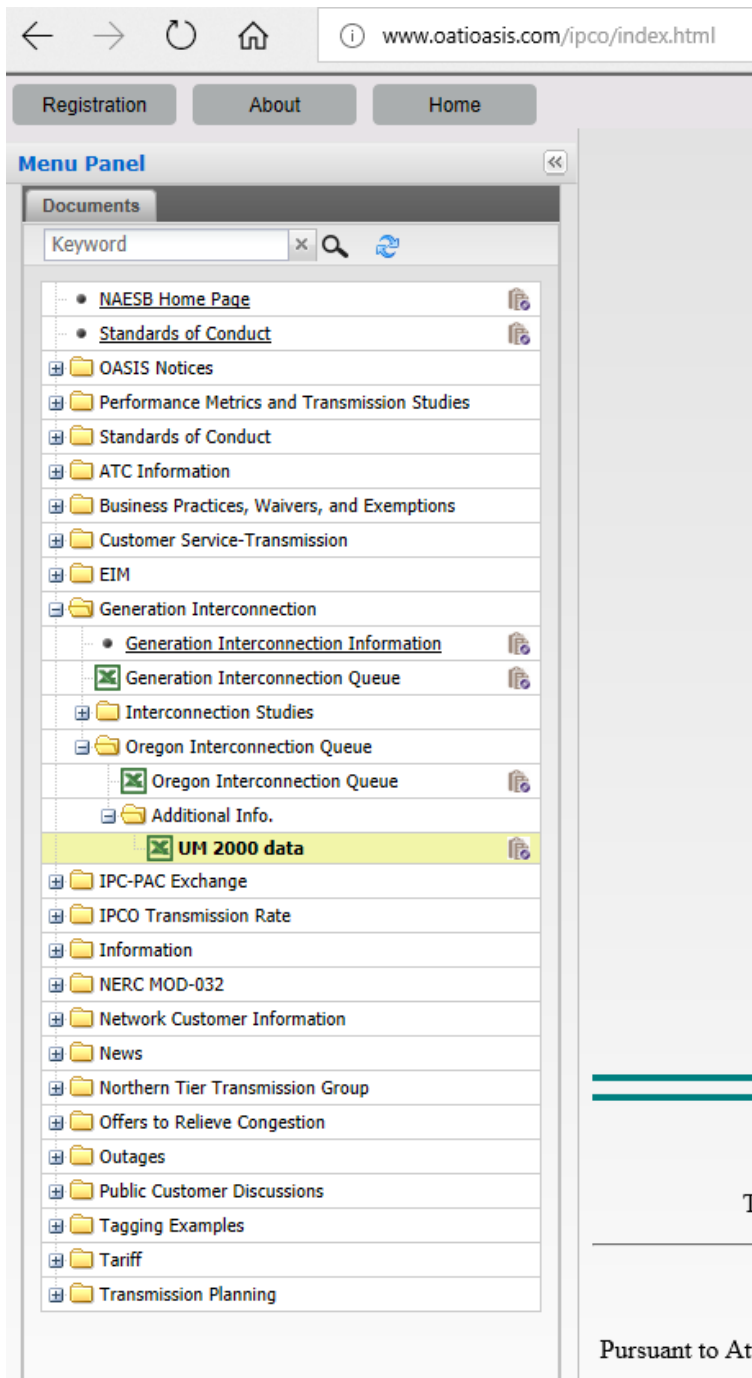 www.oatioasis.com/ipco/index.html
Registration About Home
Menu Panel
Documents
Keyword
NAESB Home Page
Standards of Conduct
OASIS Notices
Performance Metrics and Transmission Studies
Standards of Conduct
ATC Information
Business Practices, Waivers, and Exemptions
Customer Service-Transmission
EIM
Generation Interconnection
Generation Interconnection Information
Generation Interconnection Queue
Interconnection Studies
Oregon Interconnection Queue
Oregon Interconnection Queue
Additional Info.
UM 2000 data
IPC-PAC Exchange
IPCO Transmission Rate
Information
NERC MOD-032
Network Customer Information
News
Northern Tier Transmission Group
Offers to Relieve Congestion
Outages
Public Customer Discussions
Tagging Examples
Tariff
Transmission Planning
T
Pursuant to At